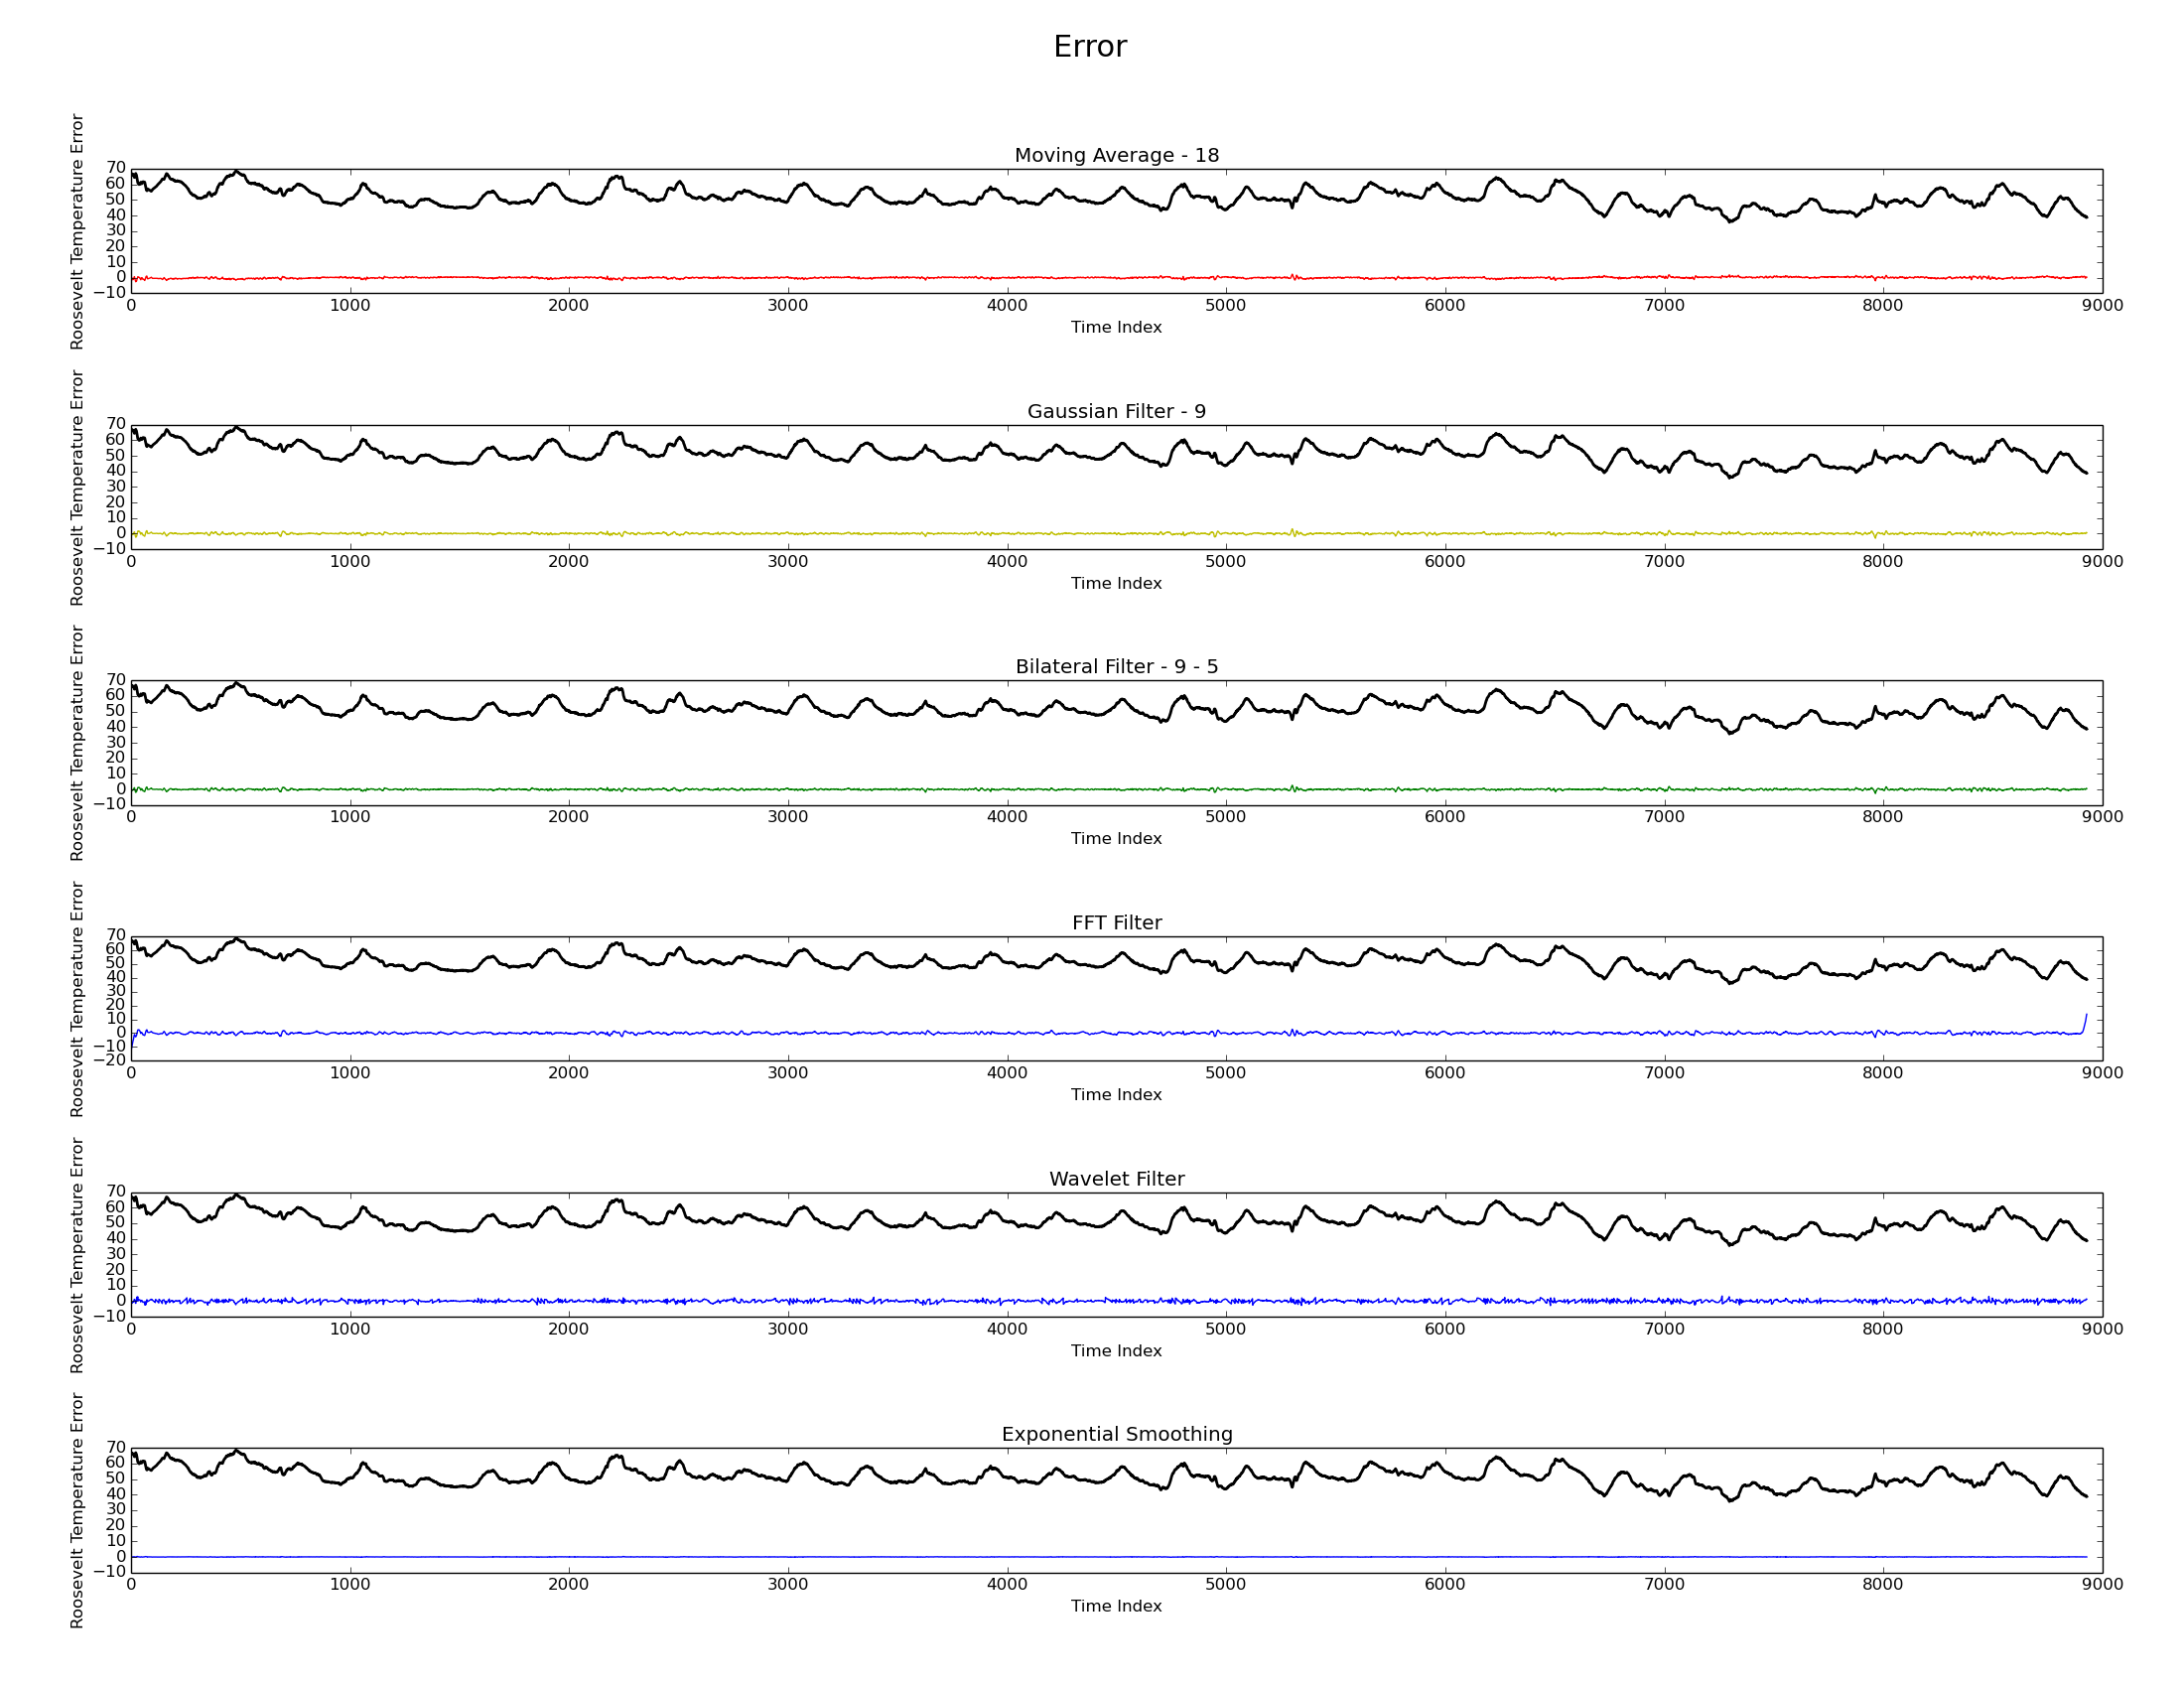 Error
Moving Average - 18
Roosevelt Temperature Error
70
60
50
40
30
20
10
0
−10
0 1000 2000 3000 4000 5000 6000 7000 8000 9000
Time Index
Gaussian Filter - 9
Roosevelt Temperature Error
70
60
50
40
30
20
10
0
−10
0 1000 2000 3000 4000 5000 6000 7000 8000 9000
Time Index
Bilateral Filter - 9 - 5
Roosevelt Temperature Error
70
60
50
40
30
20
10
0
−10
0 1000 2000 3000 4000 5000 6000 7000 8000 9000
Time Index
FFT Filter
Roosevelt Temperature Error
70
60
50
40
30
20
10
0
−10
−20
0 1000 2000 3000 4000 5000 6000 7000 8000 9000
Time Index
Wavelet Filter
Roosevelt Temperature Error
70
60
50
40
30
20
10
0
−10
0 1000 2000 3000 4000 5000 6000 7000 8000 9000
Time Index
Exponential Smoothing
Roosevelt Temperature Error
70
60
50
40
30
20
10
0
−10
0 1000 2000 3000 4000 5000 6000 7000 8000 9000
Time Index